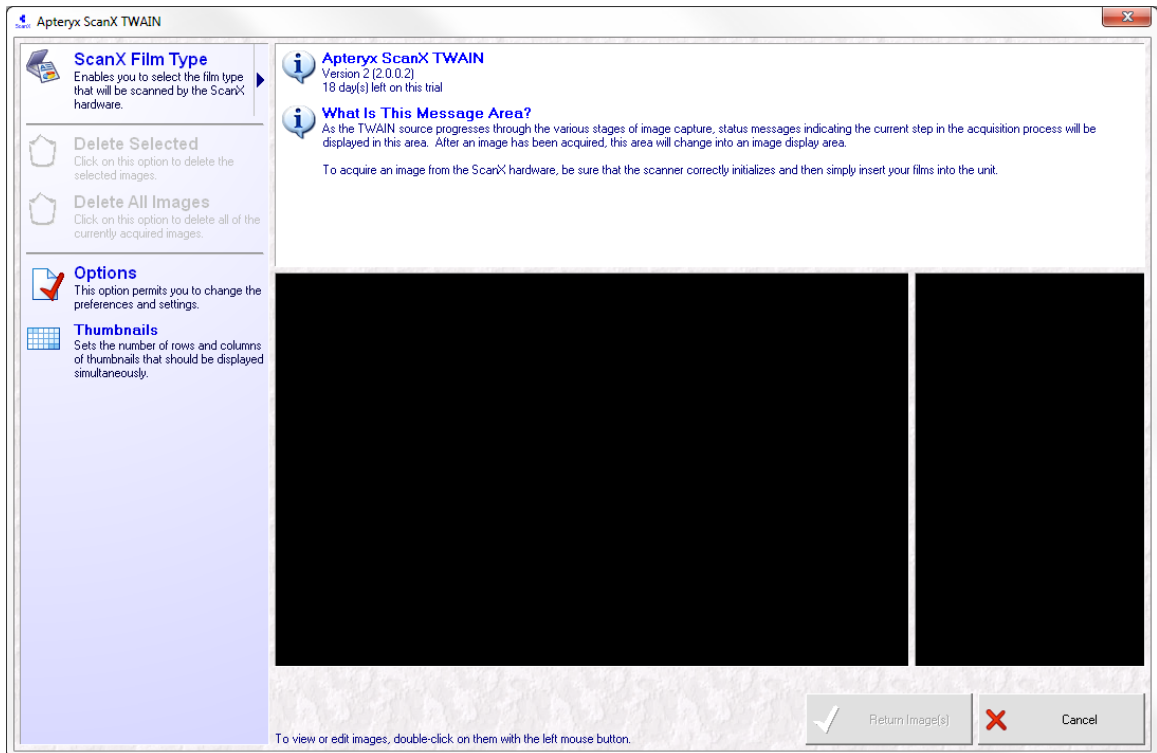 Apteryx ScanX TWAIN
ScanX Film Type
Enables you to select the film type
that will be scanned by the ScanX
hardware.
Delete Selected
Click on this option to delete the
selected images.
Delete All Images
Click on this option to delete all of the
currently acquired images.
Options
This option permits you to change the
preferences and settings.
Thumbnails
Sets the number of rows and columns
of thumbnails that should be displayed
simultaneously.
Apteryx ScanX TWAIN
Version 2 (2.0.0.2)
18 day(s) left on this trial
What Is This Message Area?
As the TWAIN source progresses through the various stages of image capture, status messages indicating the current step in the acquisition process will be
displayed in this area. After an image has been acquired, this area will change into an image display area.
To acquire an image from the ScanX hardware, be sure that the scanner correctly initializes and then simply insert your films into the unit.
To view or edit images, double-click on them with the left mouse button.
Return Image(s)
Cancel